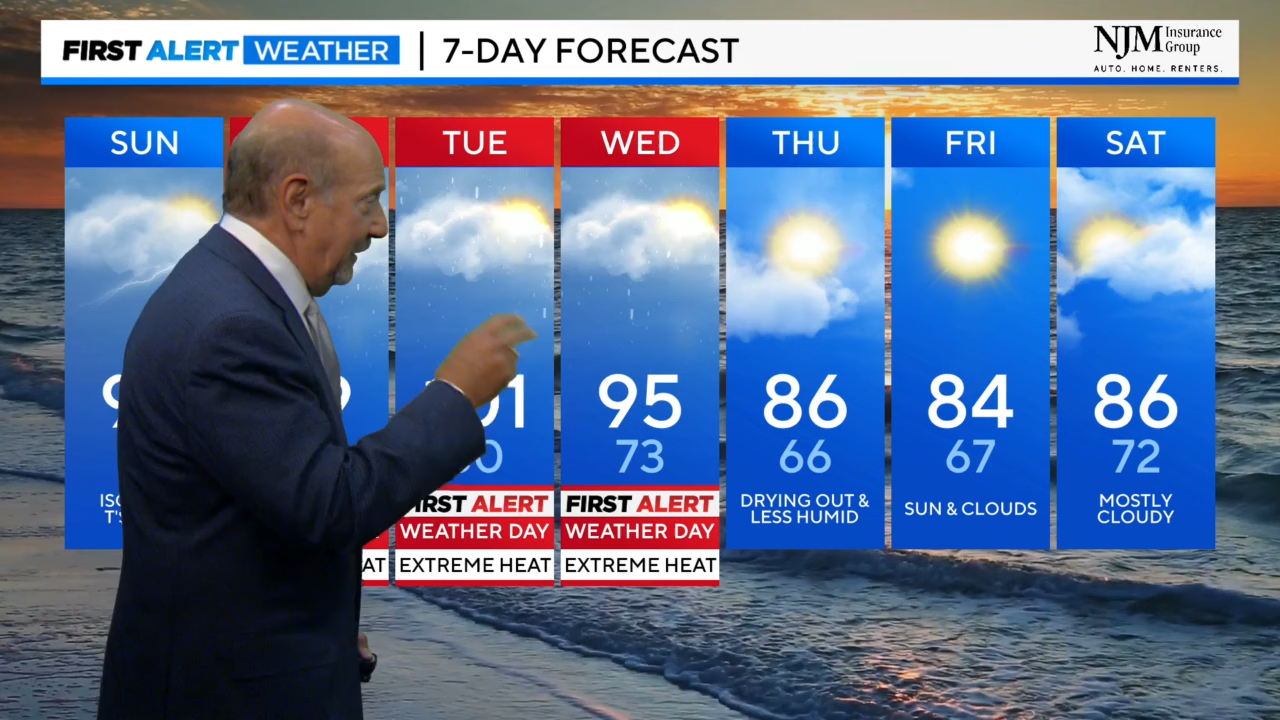 FIRST ALERT WEATHER | 7-DAY FORECAST
NJM Insurance Group
AUTO. HOME. RENTERS.
SUN
TUE
101
FIRST ALERT
WEATHER DAY
EXTREME HEAT
WED
95
73
FIRST ALERT
WEATHER DAY
EXTREME HEAT
THU
86
66
DRYING OUT &
LESS HUMID
FRI
84
67
SUN & CLOUDS
SAT
86
72
MOSTLY
CLOUDY